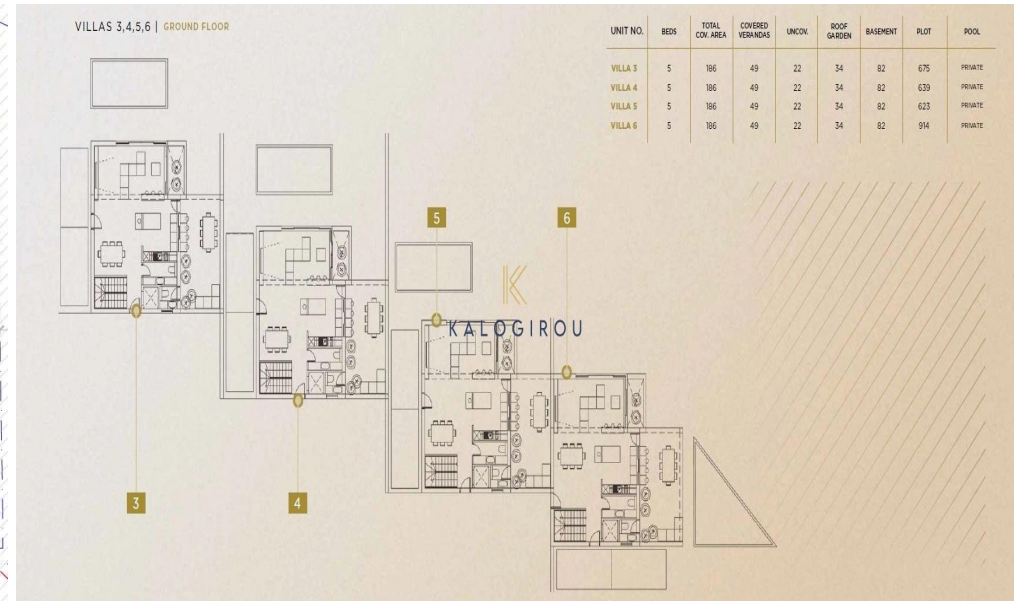 VILLAS 3,4,5,6 | GROUND FLOOR
UNIT NO. BEDS TOTAL COV. AREA COVERED VERANDAS UNCOV. ROOF GARDEN BASEMENT PLOT POOL
VILLA 3 5 186 49 22 34 82 675 PRIVATE
VILLA 4 5 186 49 22 34 82 639 PRIVATE
VILLA 5 5 186 49 22 34 82 623 PRIVATE
VILLA 6 5 186 49 22 34 82 914 PRIVATE
5
6
KALOGIROU
3
4